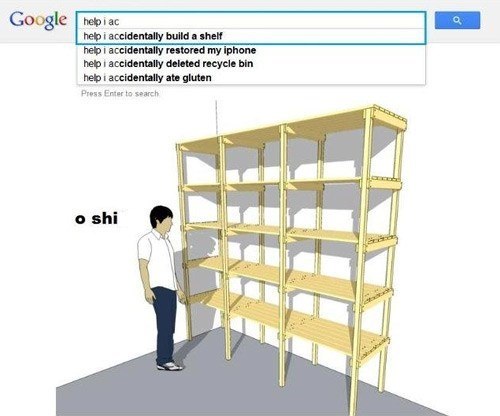 Google
help i ac
help i accidentally build a shelf
help i accidentally restored my iphone
help i accidentally deleted recycle bin
help i accidentally ate gluten
Press Enter to search
o shi